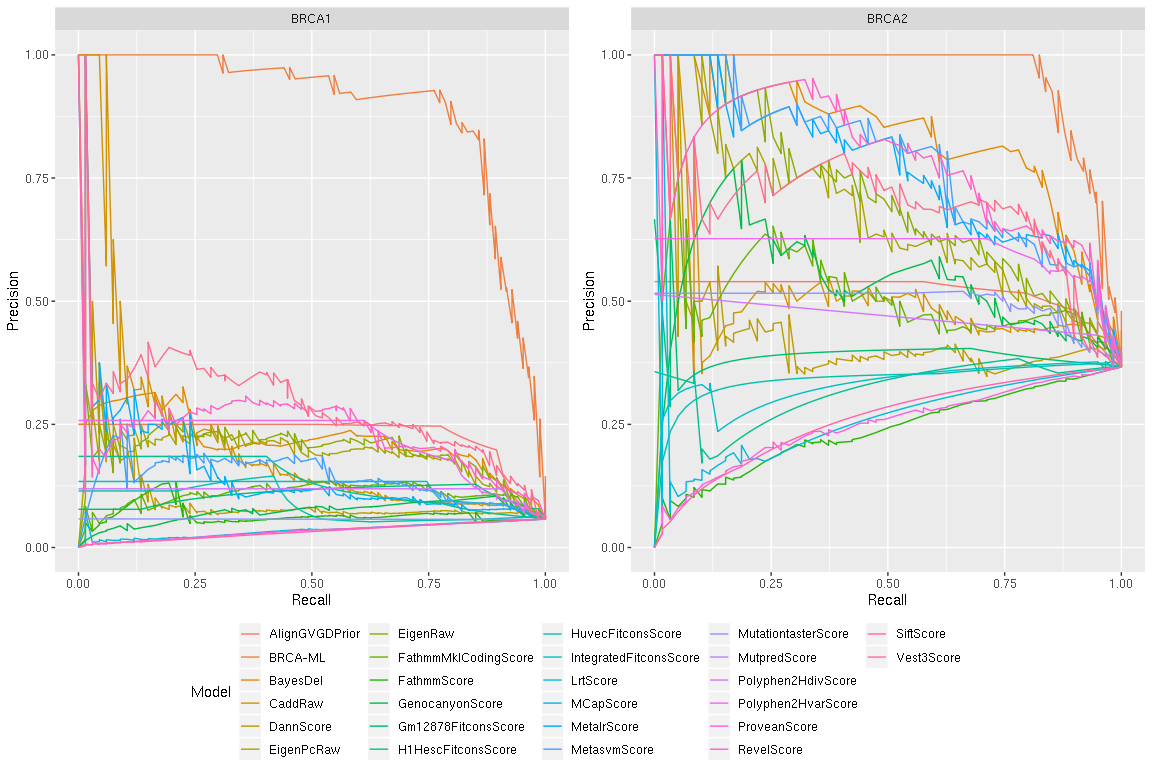 BRCA1 BRCA2
1.00 1.00
0.75 0.75
Precision Precision
0.50 0.50
0.25 0.25
0.00 0.00
0.00 0.25 0.50 0.75 1.00 0.00 0.25 0.50 0.75 1.00
Recall Recall
AlignGVGDPrior EigenRaw HuvecFitconsScore MutationtasterScore SiftScore
BRCA-ML FathmmMklCodingScore IntegratedFitconsScore MutpredScore Vest3Score
BayesDel FathmmScore LrtScore Polyphen2HdivScore
Model CaddRaw GenocanyonScore MCapScore Polyphen2HvarScore
DannScore Gm12878FitconsScore MetalrScore ProveanScore
EigenPcRaw H1HescFitconsScore MetasvmScore RevelScore